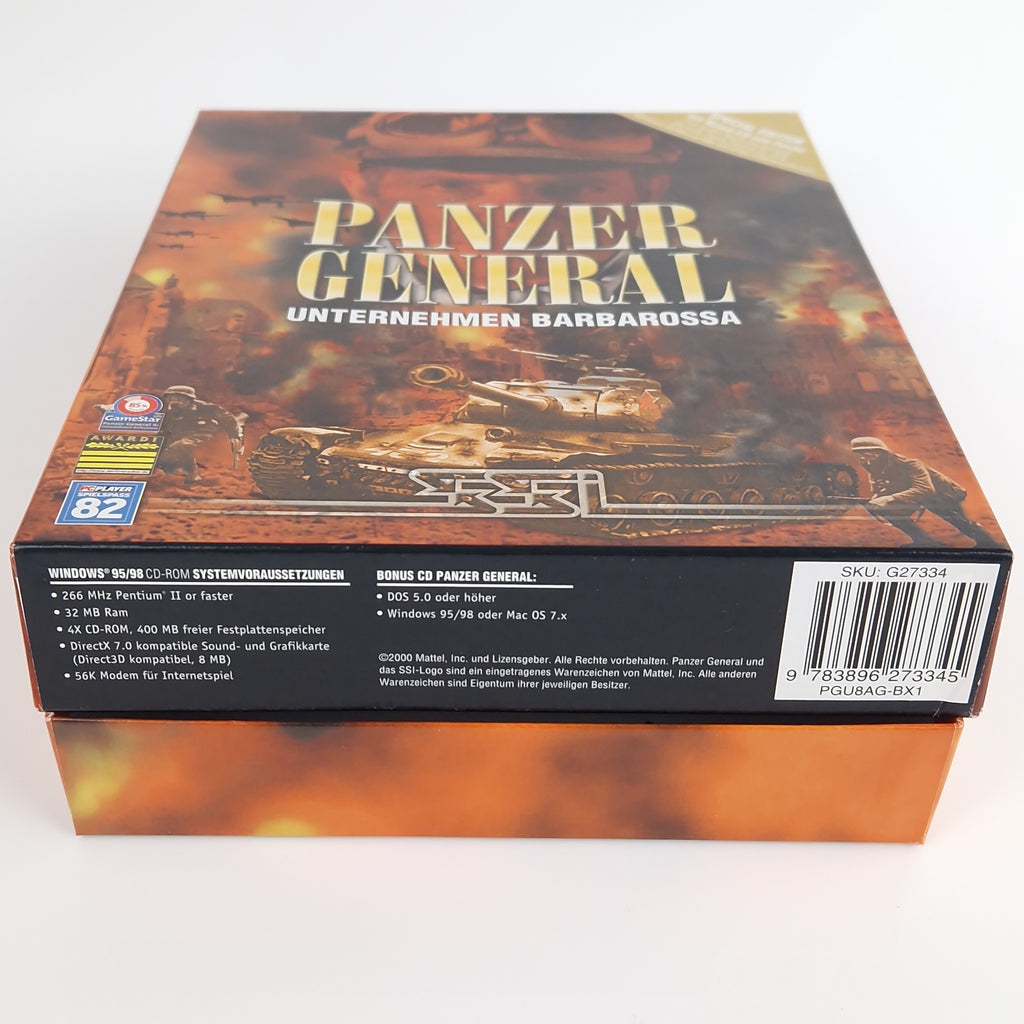 PANZER
GENERAL
UNTERNEHMEN BARBAROSSA
85%
GameStar
AWARD!
PC PLAYER
SPIELSPASS
82
SSI
WINDOWS® 95/98 CD-ROM SYSTEMVORAUSSETZUNGEN
• 266 MHz Pentium® II or faster
• 32 MB Ram
• 4X CD-ROM, 400 MB freier Festplattenspeicher
• DirectX 7.0 kompatible Sound- und Grafikkarte
(Direct3D kompatibel, 8 MB)
• 56K Modem für Internetspiel
BONUS CD PANZER GENERAL:
• DOS 5.0 oder höher
• Windows 95/98 oder Mac OS 7.x
©2000 Mattel, Inc. und Lizensgeber. Alle Rechte vorbehalten. Panzer General und
das SSI-Logo sind ein eingetragenes Warenzeichen von Mattel, Inc. Alle anderen
Warenzeichen sind Eigentum ihrer jeweiligen Besitzer.
SKU: G27334
9 783896 273345
PGU8AG-BX1